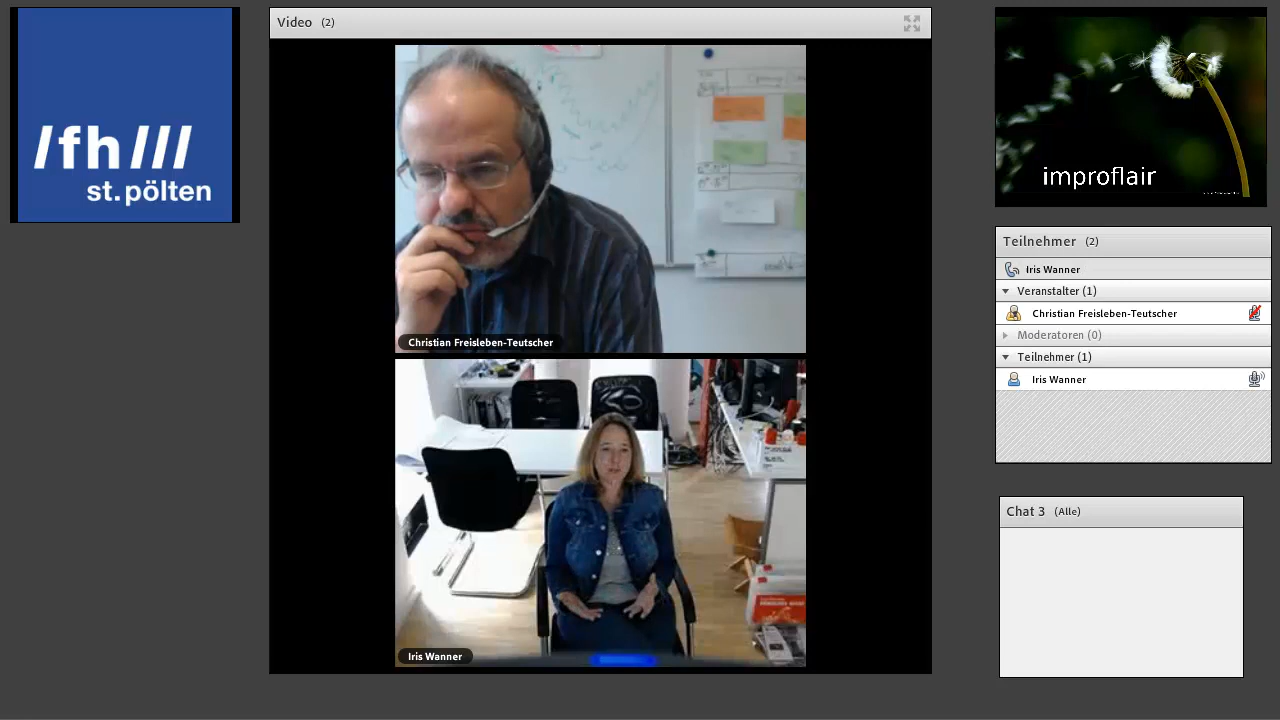 /fh///
st.pölten
Video (2)
Christian Freisleben-Teutscher
Iris Wanner
improflair
Teilnehmer (2)
Iris Wanner
Veranstalter (1)
Christian Freisleben-Teutscher
Moderatoren (0)
Teilnehmer (1)
Iris Wanner
Chat 3 (Alle)